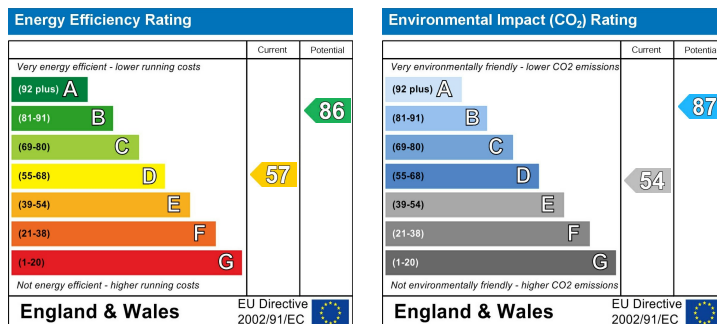 Energy Efficiency Rating
Current Potential
Very energy efficient - lower running costs
(92 plus) A
(81-91) B
86
(69-80) C
(55-68) D
57
(39-54) E
(21-38) F
(1-20) G
Not energy efficient - higher running costs
England & Wales
EU Directive
2002/91/EC
Environmental Impact (CO₂) Rating
Current Potential
Very environmentally friendly - lower CO2 emissions
(92 plus) A
(81-91) B
87
(69-80) C
(55-68) D
54
(39-54) E
(21-38) F
(1-20) G
Not environmentally friendly - higher CO2 emissions
England & Wales
EU Directive
2002/91/EC